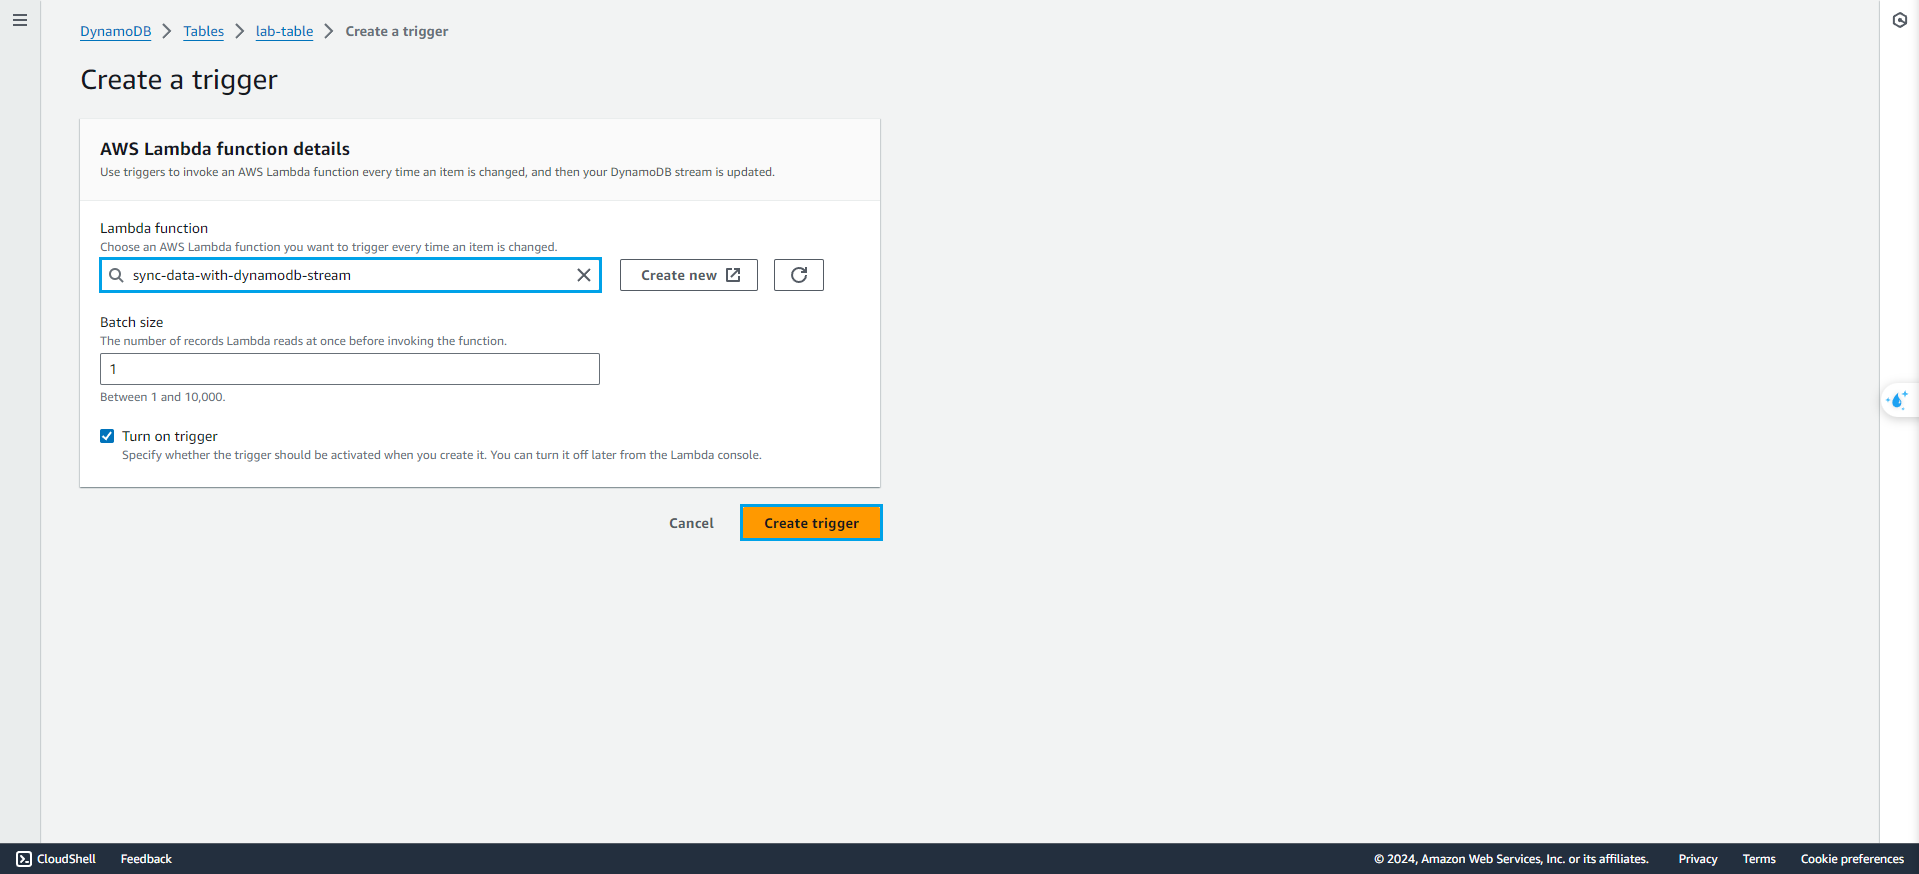 DynamoDB > Tables > lab-table > Create a trigger
Create a trigger
AWS Lambda function details
Use triggers to invoke an AWS Lambda function every time an item is changed, and then your DynamoDB stream is updated.
Lambda function
Choose an AWS Lambda function you want to trigger every time an item is changed.
sync-data-with-dynamodb-stream
Create new
Batch size
The number of records Lambda reads at once before invoking the function.
1
Between 1 and 10,000.
Turn on trigger
Specify whether the trigger should be activated when you create it. You can turn it off later from the Lambda console.
Cancel Create trigger
CloudShell Feedback © 2024, Amazon Web Services, Inc. or its affiliates. Privacy Terms Cookie preferences